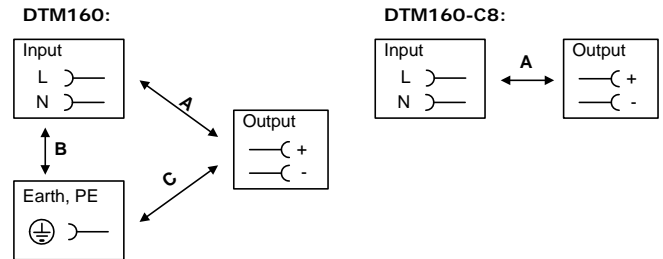 DTM160:
Input
L
N
A
B
Output
+
-
C
Earth, PE
DTM160-C8:
Input
L
N
A
Output
+
-